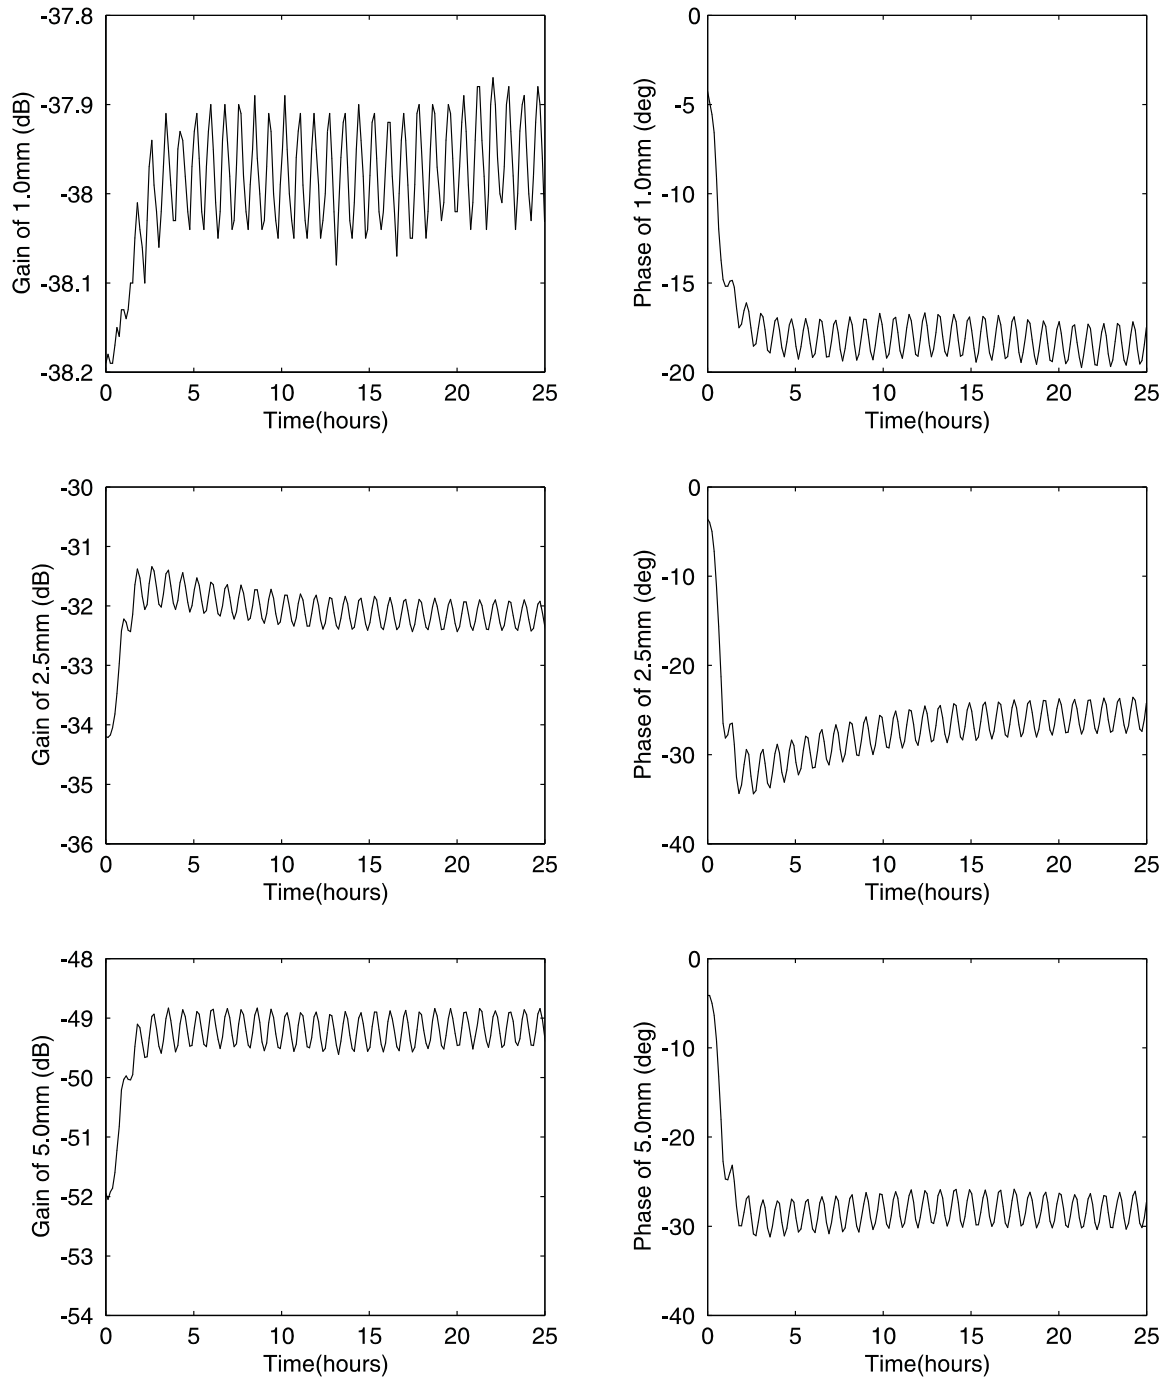 Gain of 1.0mm (dB)
-37.8
-37.9
-38
-38.1
-38.2
0 5 10 15 20 25
Time(hours)
Phase of 1.0mm (deg)
0
-5
-10
-15
-20
0 5 10 15 20 25
Time(hours)
Gain of 2.5mm (dB)
-30
-31
-32
-33
-34
-35
-36
0 5 10 15 20 25
Time(hours)
Phase of 2.5mm (deg)
0
-10
-20
-30
-40
0 5 10 15 20 25
Time(hours)
Gain of 5.0mm (dB)
-48
-49
-50
-51
-52
-53
-54
0 5 10 15 20 25
Time(hours)
Phase of 5.0mm (deg)
0
-10
-20
-30
-40
0 5 10 15 20 25
Time(hours)